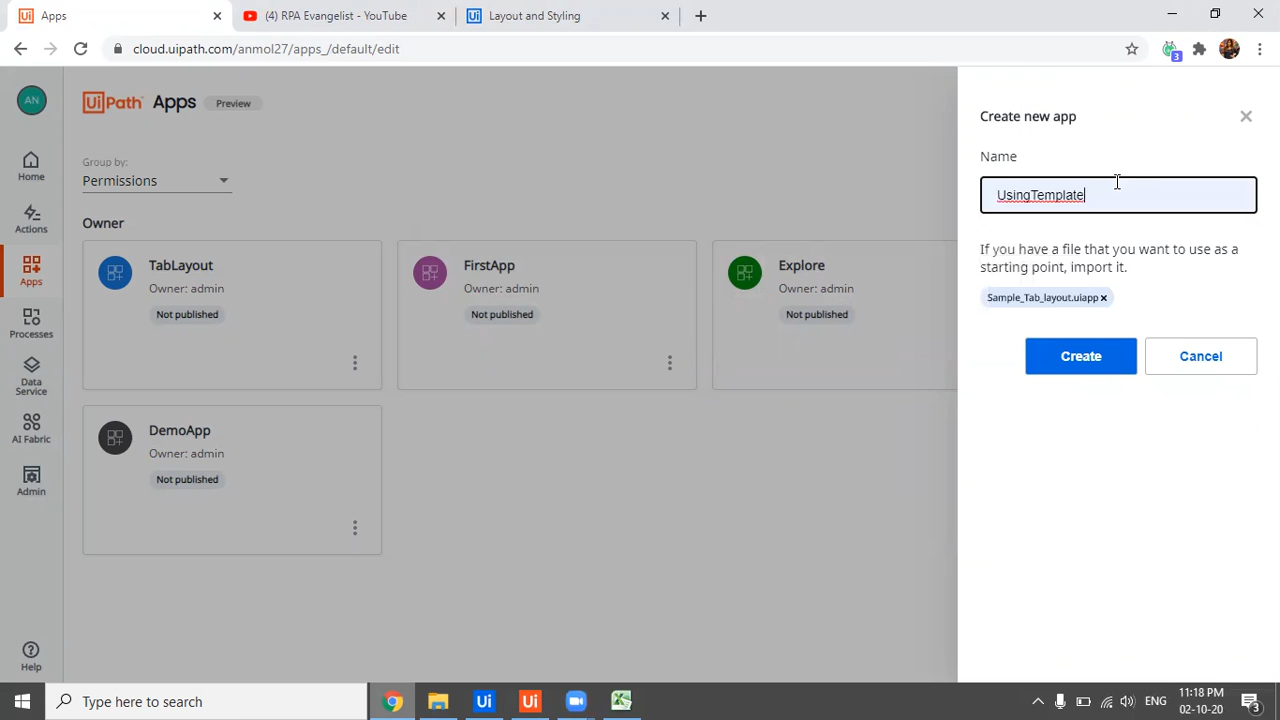 Apps
(4) RPA Evangelist - YouTube
Layout and Styling
cloud.uipath.com/anmol27/apps_/default/edit
3
AN
UiPath Apps Preview
Home
Actions
Apps
Processes
Data
Service
AI Fabric
Admin
Help
Group by:
Permissions
Owner
TabLayout
Owner: admin
Not published
FirstApp
Owner: admin
Not published
Explore
Owner: admin
Not published
DemoApp
Owner: admin
Not published
Create new app
Name
UsingTemplate
If you have a file that you want to use as a
starting point, import it.
Sample_Tab_layout.uiapp
Create
Cancel
Type here to search
Ui
Ui
ENG
11:18 PM
02-10-20
3